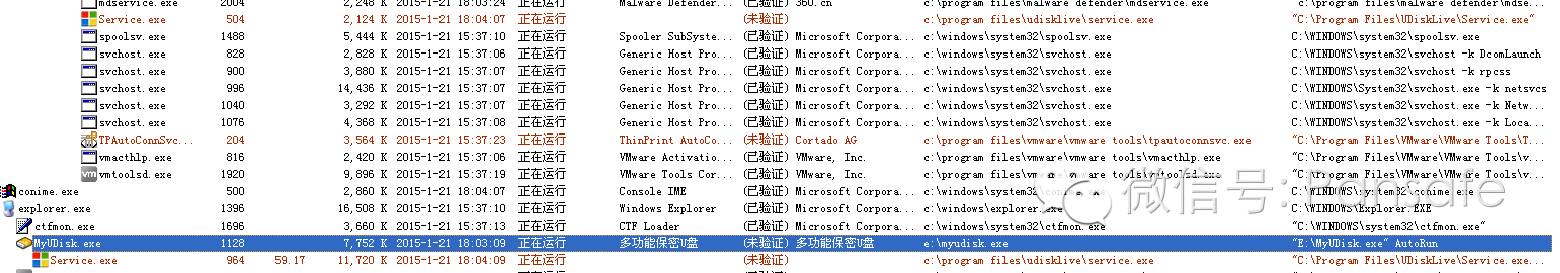 mdservice.exe 2004 2,248 K 2015-1-21 18:03:24 正在运行 Malware Defender... (已验证) 360.cn c:\program files\malware defender\mdservice.exe "C:\Program Files\Malware Defender\mdse...
Service.exe 504 2,124 K 2015-1-21 18:04:07 正在运行 (未验证) c:\program files\udisklive\service.exe "C:\Program Files\UDiskLive\Service.exe"
spoolsv.exe 1488 5,444 K 2015-1-21 15:37:10 正在运行 Spooler SubSyste... (已验证) Microsoft Corpora... c:\windows\system32\spoolsv.exe C:\WINDOWS\system32\spoolsv.exe
svchost.exe 828 2,828 K 2015-1-21 15:37:06 正在运行 Generic Host Pro... (已验证) Microsoft Corpora... c:\windows\system32\svchost.exe C:\WINDOWS\system32\svchost -k DcomLaunch
svchost.exe 900 3,880 K 2015-1-21 15:37:07 正在运行 Generic Host Pro... (已验证) Microsoft Corpora... c:\windows\system32\svchost.exe C:\WINDOWS\system32\svchost -k rpcss
svchost.exe 996 14,436 K 2015-1-21 15:37:07 正在运行 Generic Host Pro... (已验证) Microsoft Corpora... c:\windows\system32\svchost.exe C:\WINDOWS\system32\svchost.exe -k netsvcs
svchost.exe 1040 3,292 K 2015-1-21 15:37:07 正在运行 Generic Host Pro... (已验证) Microsoft Corpora... c:\windows\system32\svchost.exe C:\WINDOWS\system32\svchost.exe -k Netw...
svchost.exe 1076 4,368 K 2015-1-21 15:37:08 正在运行 Generic Host Pro... (已验证) Microsoft Corpora... c:\windows\system32\svchost.exe C:\WINDOWS\system32\svchost.exe -k Loca...
TPAutoConnSvc... 204 3,564 K 2015-1-21 15:37:23 正在运行 ThinPrint AutoCo... (未验证) Cortado AG c:\program files\vmware\vmware tools\tpautoconnsvc.exe "C:\Program Files\VMware\VMware Tools\T...
vmacthlp.exe 816 2,420 K 2015-1-21 15:37:06 正在运行 VMware Activatio... (已验证) VMware, Inc. c:\program files\vmware\vmware tools\vmacthlp.exe "C:\Program Files\VMware\VMware Tools\v...
vmtoolsd.exe 1920 9,896 K 2015-1-21 15:37:19 正在运行 VMware Tools Cor... (已验证) VMware, Inc. c:\program files\vmware\vmware tools\vmtoolsd.exe "C:\Program Files\VMware\VMware Tools\v...
conime.exe 500 2,860 K 2015-1-21 18:04:07 正在运行 Console IME (已验证) Microsoft Corpora... c:\windows\system32\conime.exe C:\WINDOWS\system32\conime.exe
explorer.exe 1396 16,508 K 2015-1-21 15:37:10 正在运行 Windows Explorer (已验证) Microsoft Corpora... c:\windows\explorer.exe C:\WINDOWS\Explorer.EXE
微信号: Pansafe
ctfmon.exe 1696 3,660 K 2015-1-21 15:37:13 正在运行 CTF Loader (已验证) Microsoft Corpora... c:\windows\system32\ctfmon.exe "C:\WINDOWS\system32\ctfmon.exe"
MyUDisk.exe 1128 7,752 K 2015-1-21 18:03:09 正在运行 多功能保密U盘 (未验证) 多功能保密U盘 e:\myudisk.exe "E:\MyUDisk.exe" AutoRun
Service.exe 964 59.17 11,720 K 2015-1-21 18:04:09 正在运行 (未验证) c:\program files\udisklive\service.exe "C:\Program Files\UDiskLive\Service.exe"